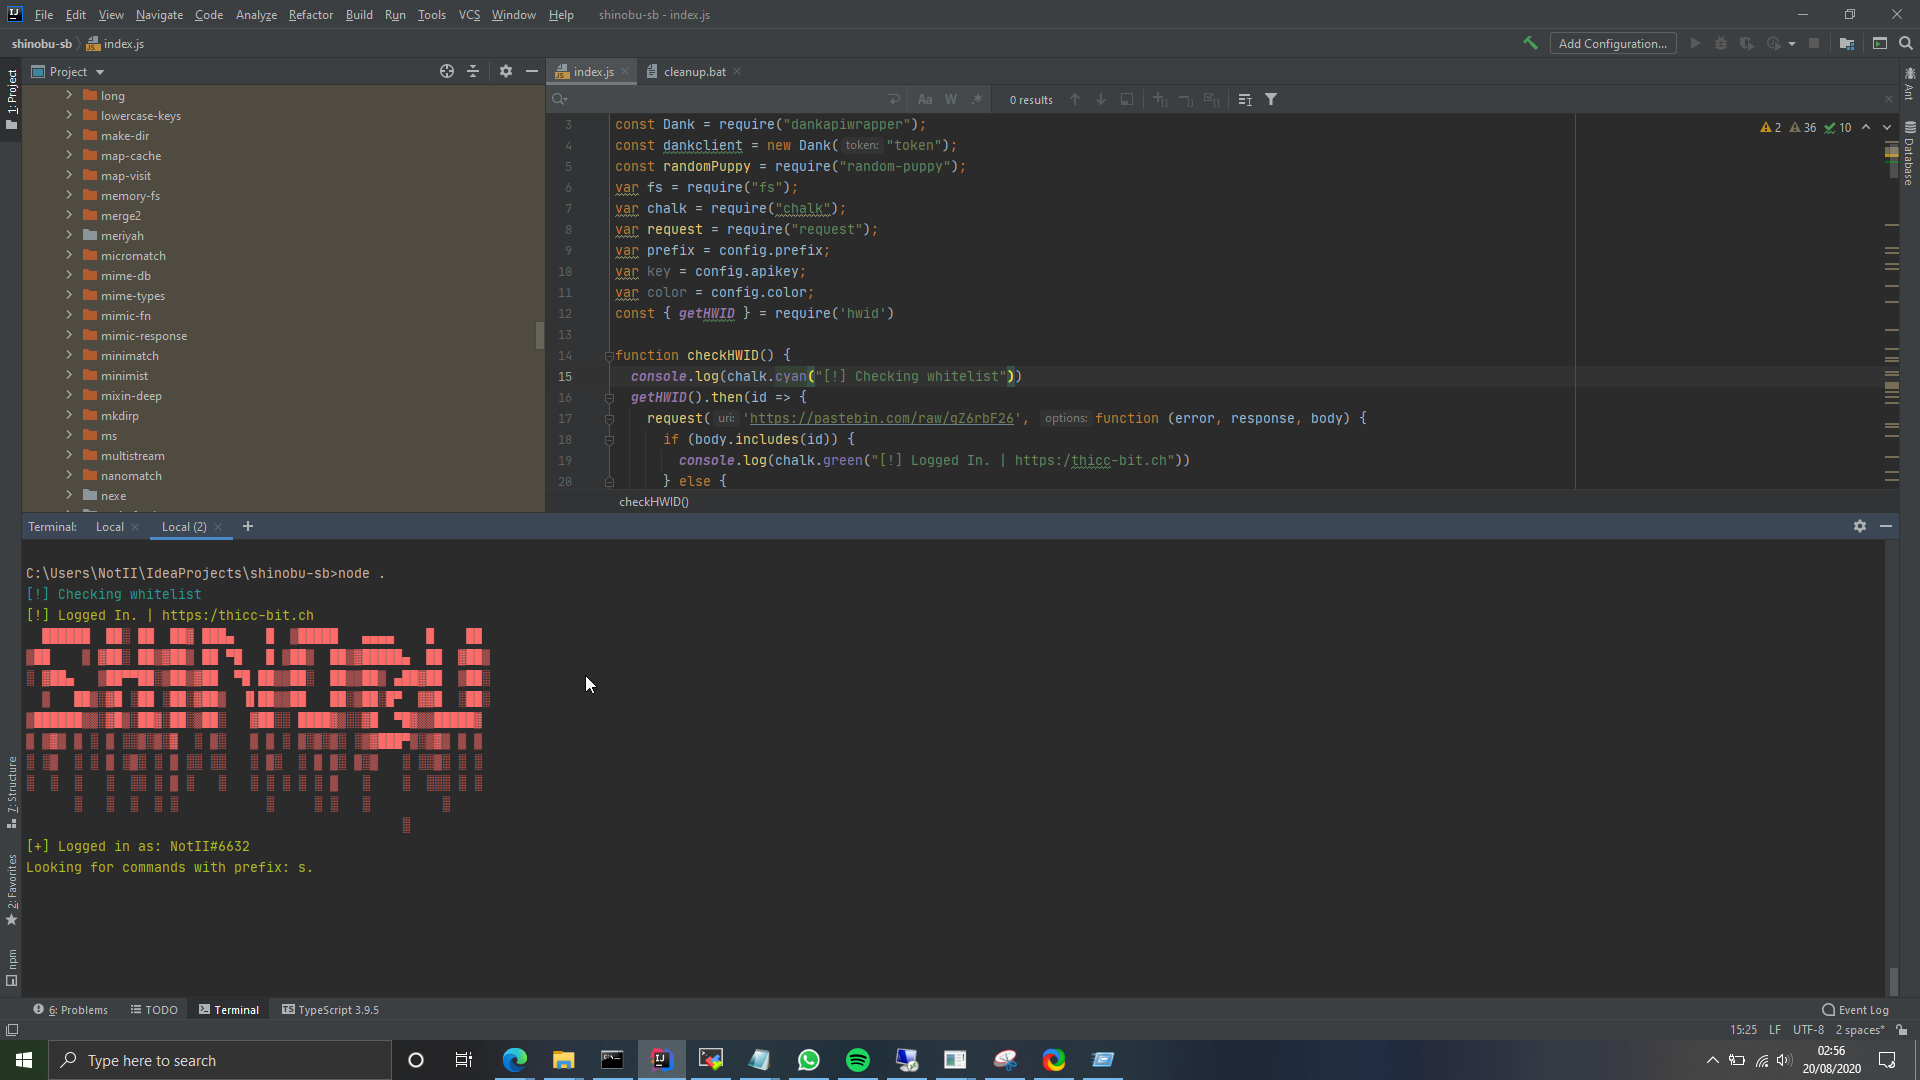 File Edit View Navigate Code Analyze Refactor Build Run Tools VCS Window Help shinobu-sb - index.js
shinobu-sb index.js
Add Configuration...
1: Project
Project
index.js
cleanup.bat
long
lowercase-keys
make-dir
map-cache
map-visit
memory-fs
merge2
meriyah
micromatch
mime-db
mime-types
mimic-fn
mimic-response
minimatch
minimist
mixin-deep
mkdirp
ms
multistream
nanomatch
nexe
Aa W .* 0 results
2 36 10
3 const Dank = require("dankapiwrapper");
4 const dankclient = new Dank( token: "token");
5 const randomPuppy = require("random-puppy");
6 var fs = require("fs");
7 var chalk = require("chalk");
8 var request = require("request");
9 var prefix = config.prefix;
10 var key = config.apikey;
11 var color = config.color;
12 const { getHWID } = require('hwid')
13
14 function checkHWID() {
15 console.log(chalk.cyan("[!] Checking whitelist"))
16 getHWID().then(id => {
17 request( uri: 'https://pastebin.com/raw/qZ6rbF26', options: function (error, response, body) {
18 if (body.includes(id)) {
19 console.log(chalk.green("[!] Logged In. | https:/thicc-bit.ch"))
20 } else {
checkHWID()
Ant
Database
Terminal: Local Local (2)
C:\Users\NotII\IdeaProjects\shinobu-sb>node .
[!] Checking whitelist
[!] Logged In. | https:/thicc-bit.ch
[+] Logged in as: NotII#6632
Looking for commands with prefix: s.
7: Structure
2: Favorites
npm
6: Problems TODO Terminal TypeScript 3.9.5 Event Log
15:25 LF UTF-8 2 spaces*
Type here to search
02:56
20/08/2020